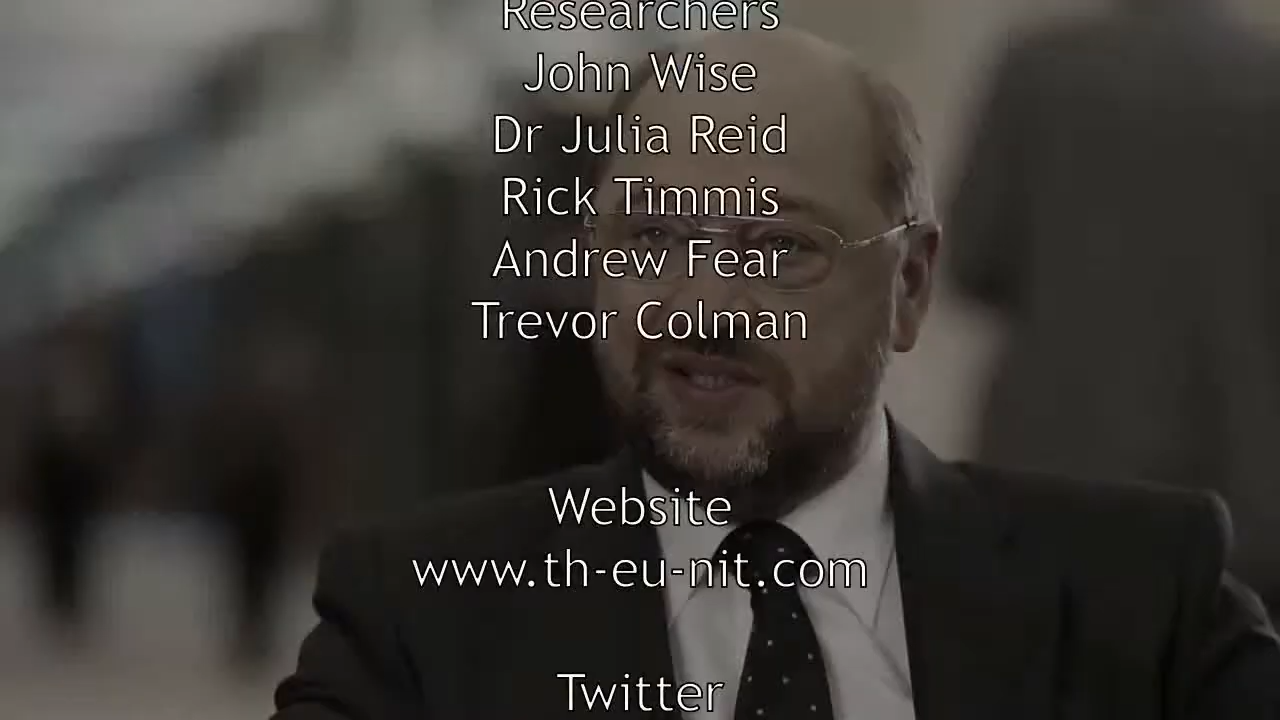 Researchers
John Wise
Dr Julia Reid
Rick Timmis
Andrew Fear
Trevor Colman
Website
www.th-eu-nit.com
Twitter